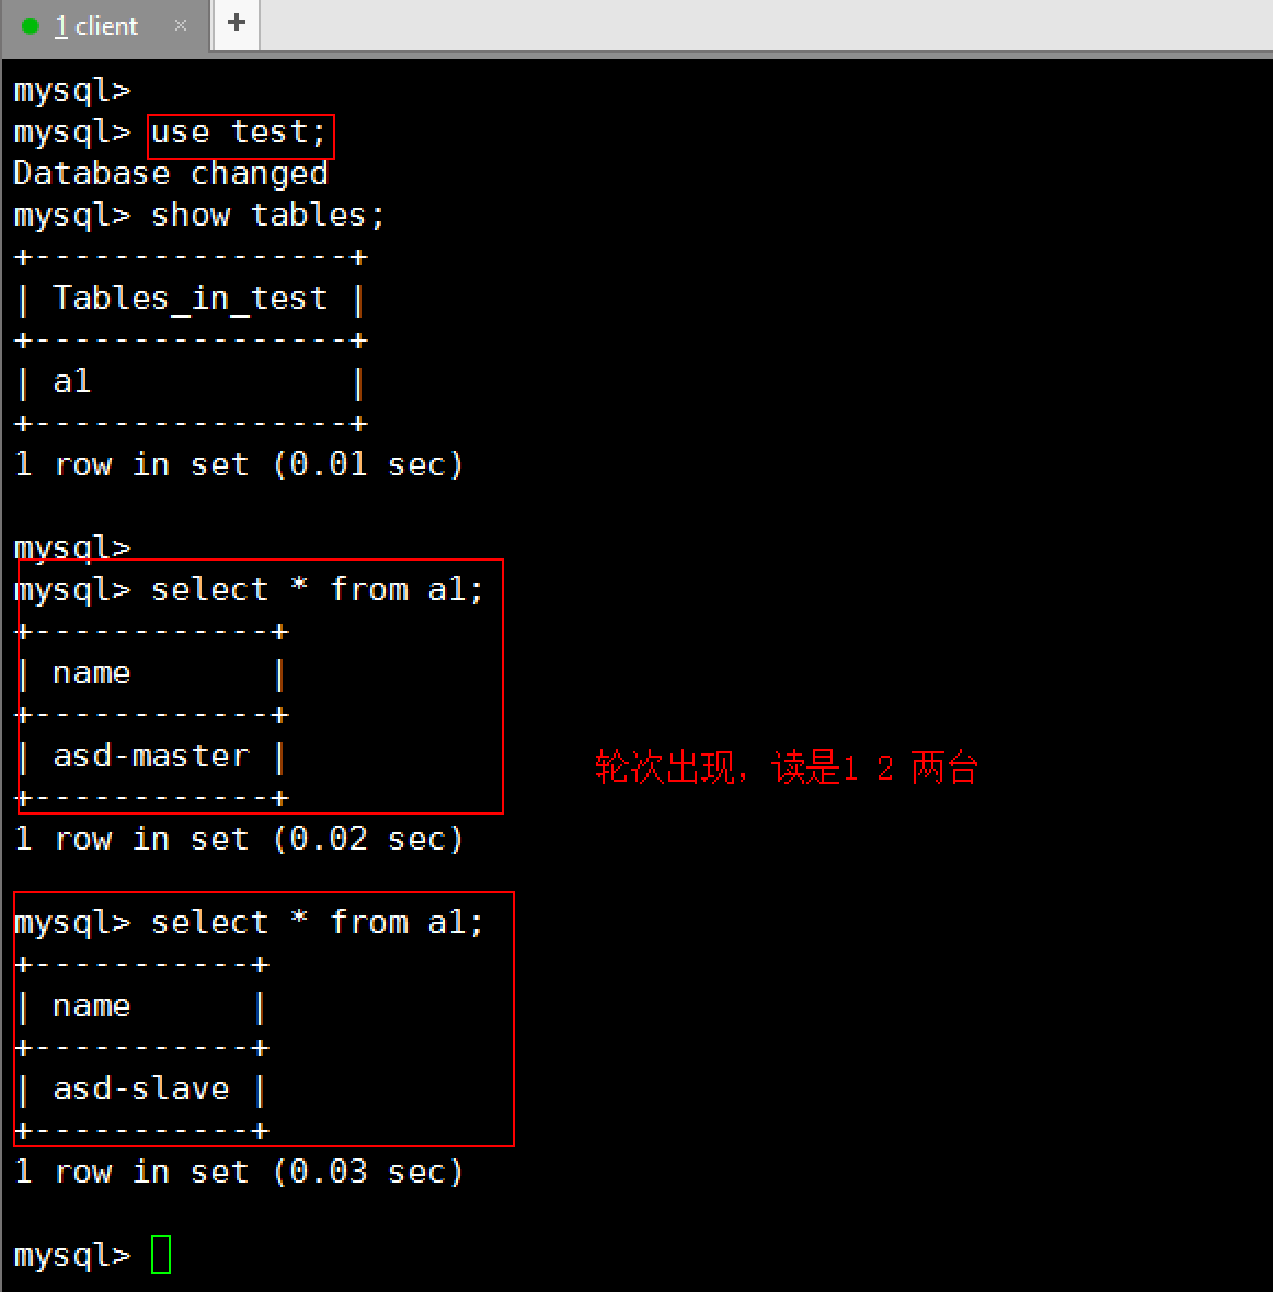 1 client × +
mysql>
mysql> use test;
Database changed
mysql> show tables;
+----------------+
| Tables_in_test |
+----------------+
| a1             |
+----------------+
1 row in set (0.01 sec)
mysql>
mysql> select * from a1;
+------------+
| name       |
+------------+
| asd-master |
轮次出现，读是1 2 两台
+------------+
1 row in set (0.02 sec)
mysql> select * from a1;
+-----------+
| name      |
+-----------+
| asd-slave |
+-----------+
1 row in set (0.03 sec)
mysql>